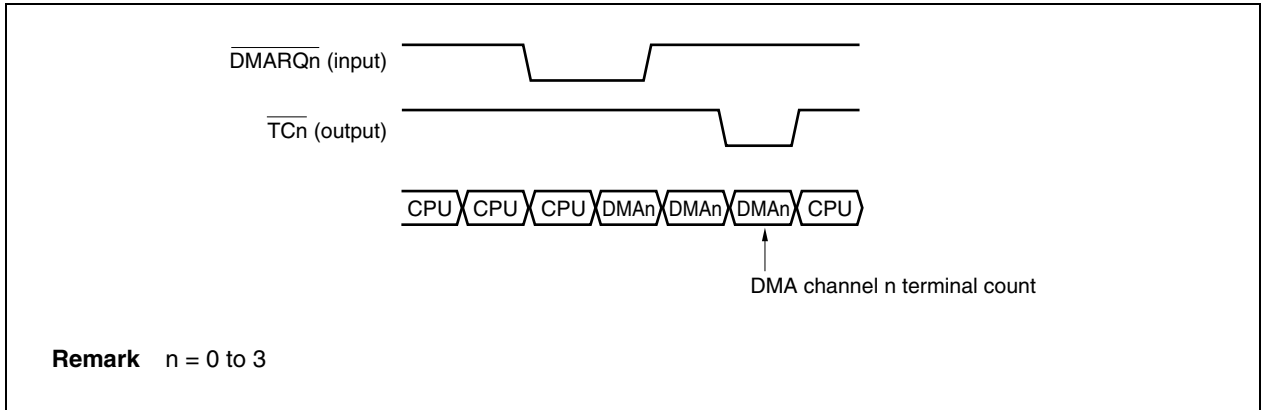 DMARQn (input)
TCn (output)
CPU CPU CPU DMAn DMAn DMAn CPU
DMA channel n terminal count
Remark n = 0 to 3